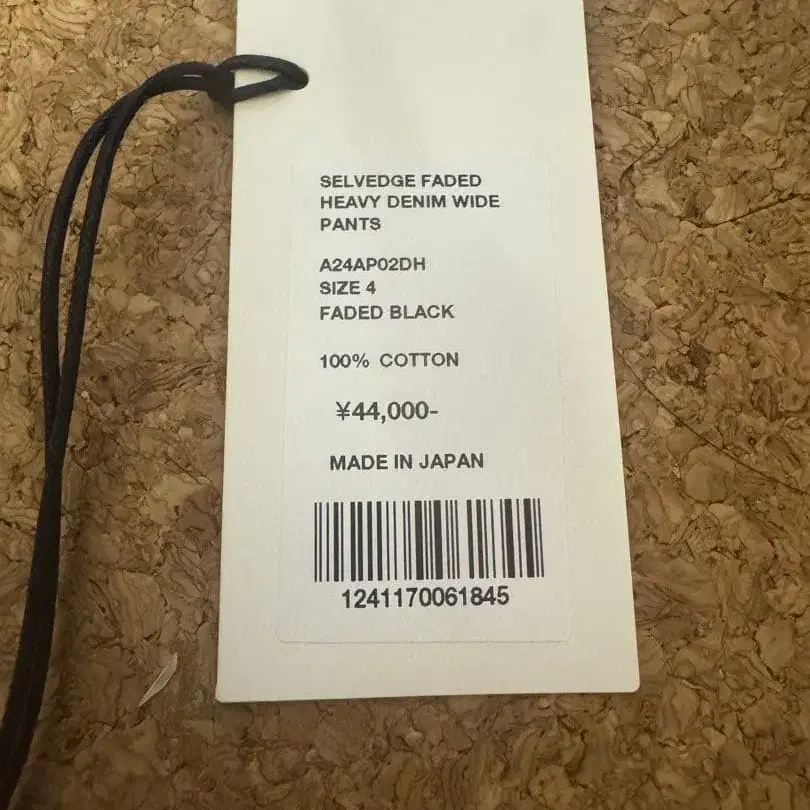 SELVEDGE FADED
HEAVY DENIM WIDE
PANTS
A24AP02DH
SIZE 4
FADED BLACK
100% COTTON
¥44,000-
MADE IN JAPAN
1241170061845